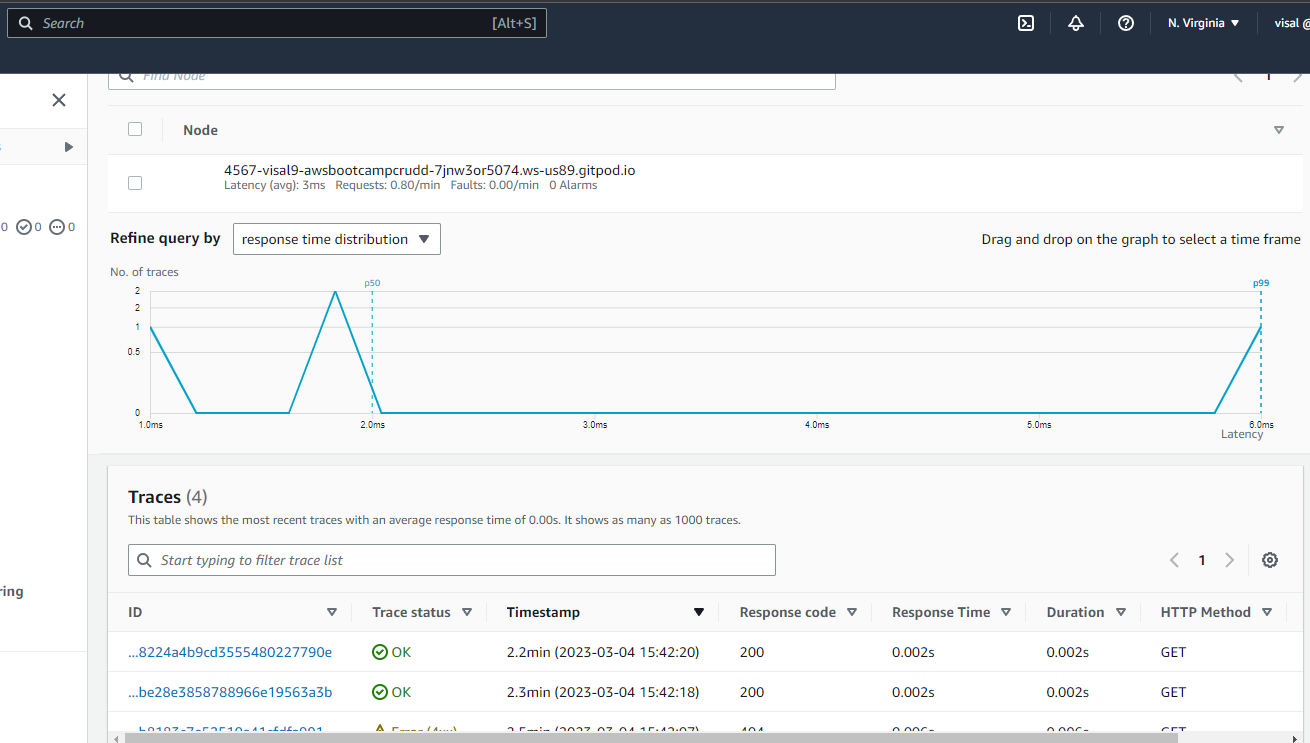 Search [Alt+S] N. Virginia visal @
Find Node 1
Node
4567-visal9-awsbootcampcrudd-7jnw3or5074.ws-us89.gitpod.io
Latency (avg): 3ms Requests: 0.80/min Faults: 0.00/min 0 Alarms
0 0 0
Refine query by response time distribution Drag and drop on the graph to select a time frame
No. of traces
p50 p99
2
2
1
0.5
0
1.0ms 2.0ms 3.0ms 4.0ms 5.0ms 6.0ms
Latency
Traces (4)
This table shows the most recent traces with an average response time of 0.00s. It shows as many as 1000 traces.
Start typing to filter trace list 1
ring
ID Trace status Timestamp Response code Response Time Duration HTTP Method
...8224a4b9cd3555480227790e OK 2.2min (2023-03-04 15:42:20) 200 0.002s 0.002s GET
...be28e3858788966e19563a3b OK 2.3min (2023-03-04 15:42:18) 200 0.002s 0.002s GET
Error (4xx) 2.5min (2023-03-04 15:42:07) 404 0.006s 0.006s GET